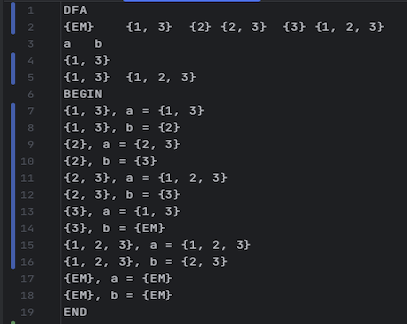 1 DFA
2 {EM} {1, 3} {2} {2, 3} {3} {1, 2, 3}
3 a b
4 {1, 3}
5 {1, 3} {1, 2, 3}
6 BEGIN
7 {1, 3}, a = {1, 3}
8 {1, 3}, b = {2}
9 {2}, a = {2, 3}
10 {2}, b = {3}
11 {2, 3}, a = {1, 2, 3}
12 {2, 3}, b = {3}
13 {3}, a = {1, 3}
14 {3}, b = {EM}
15 {1, 2, 3}, a = {1, 2, 3}
16 {1, 2, 3}, b = {2, 3}
17 {EM}, a = {EM}
18 {EM}, b = {EM}
19 END